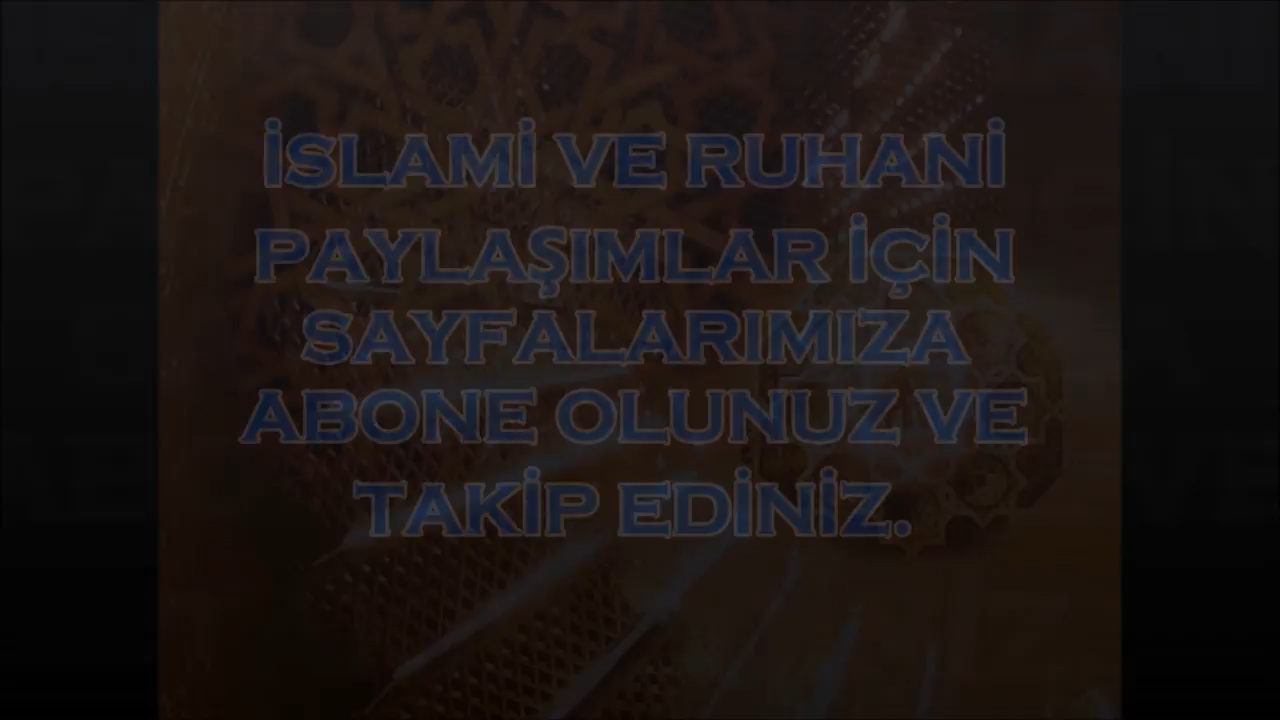 İSLAMİ VE RUHANİ
PAYLAŞIMLAR İÇİN
SAYFALARIMIZA
ABONE OLUNUZ VE
TAKİP EDİNİZ.